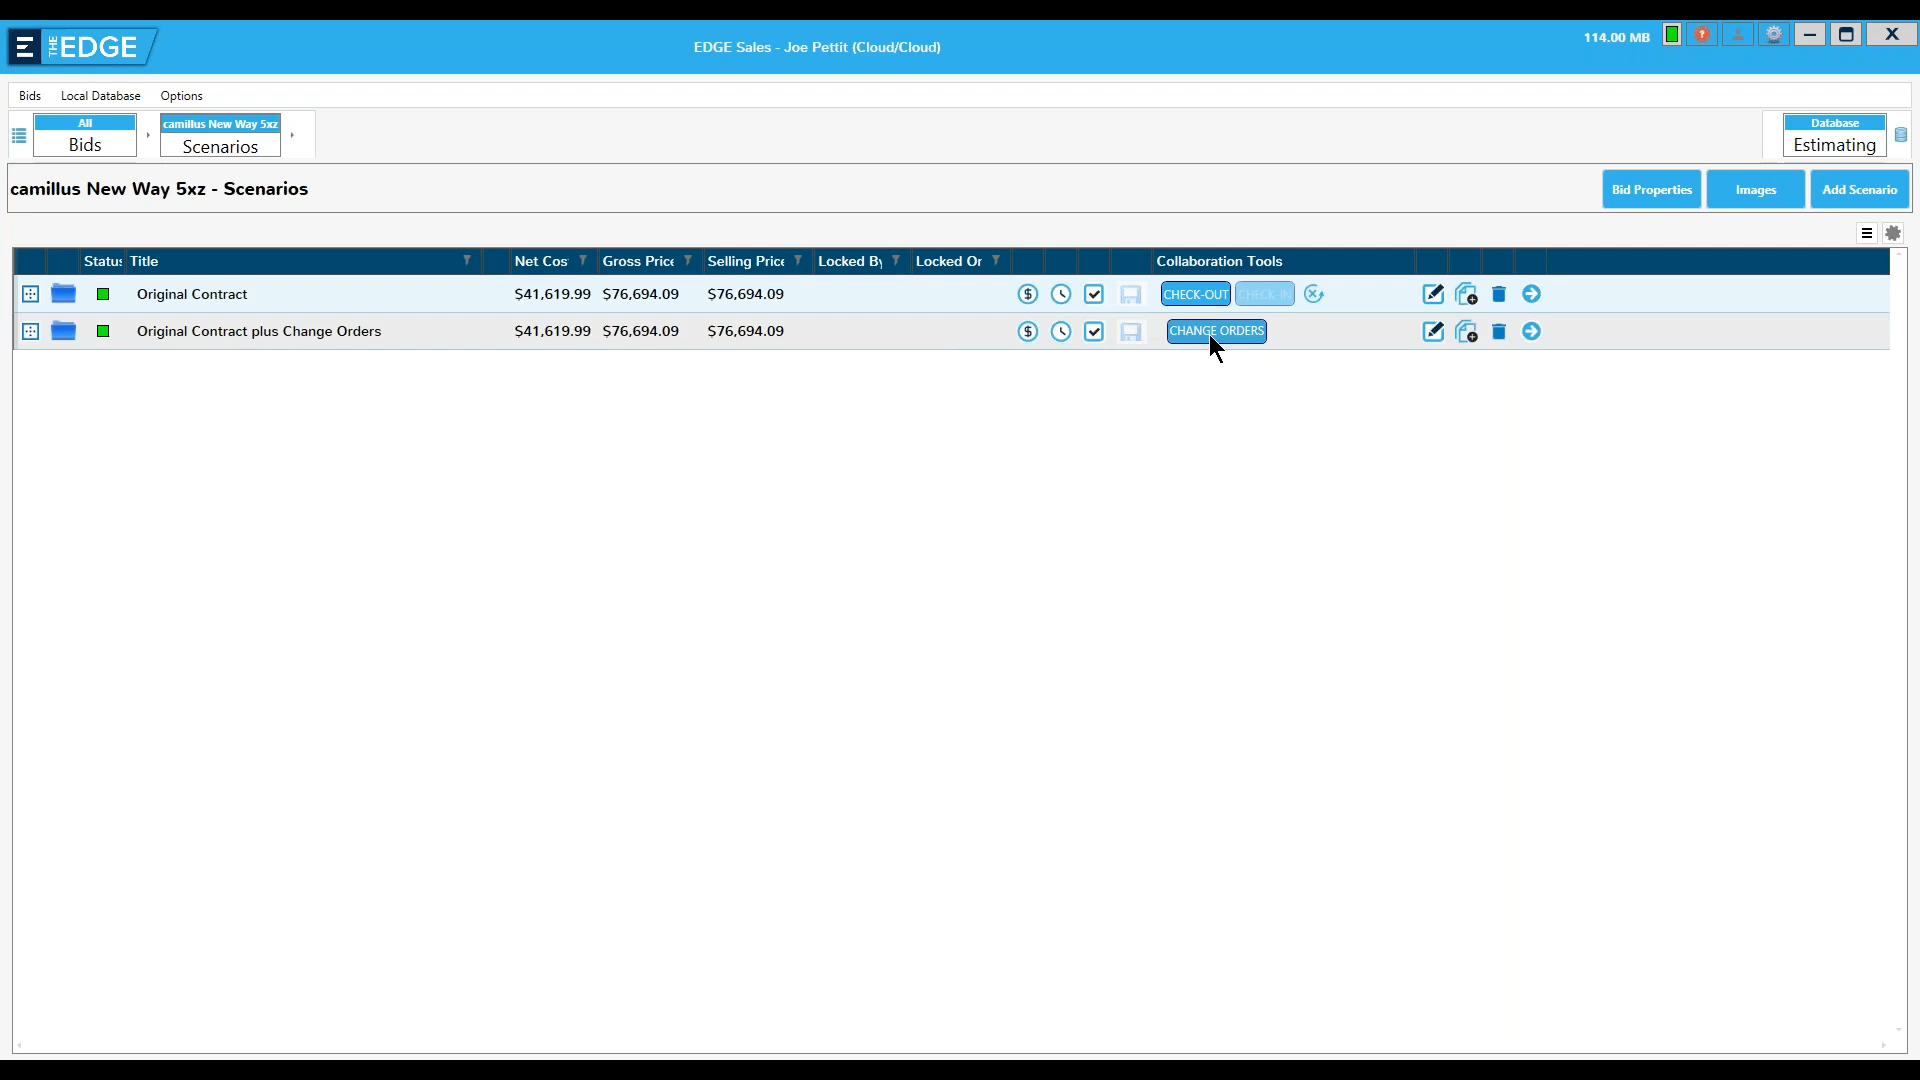 THE EDGE
EDGE Sales - Joe Pettit (Cloud/Cloud)
114.00 MB
Bids Local Database Options
All
Bids
camillus New Way 5xz
Scenarios
Database
Estimating
camillus New Way 5xz - Scenarios
Bid Properties Images Add Scenario
Status Title Net Cos Gross Price Selling Price Locked By Locked Or Collaboration Tools
Original Contract $41,619.99 $76,694.09 $76,694.09 CHECK-OUT CHECK-IN
Original Contract plus Change Orders $41,619.99 $76,694.09 $76,694.09 CHANGE ORDERS